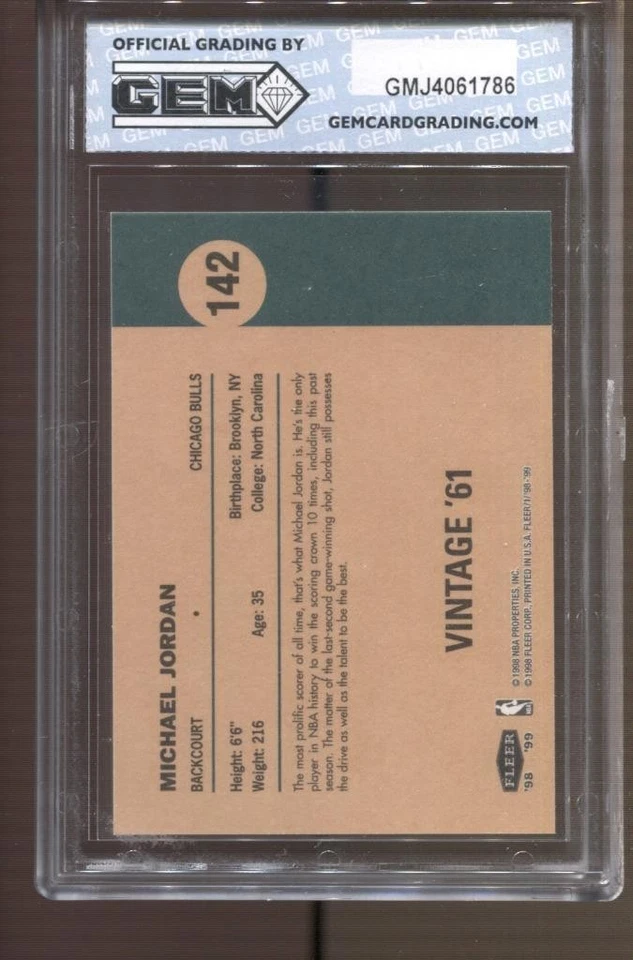 OFFICIAL GRADING BY
GEM
GMJ4061786
GEMCARDGRADING.COM
142
MICHAEL JORDAN
BACKCOURT • CHICAGO BULLS
Height: 6'6" Birthplace: Brooklyn, NY
Weight: 216 Age: 35 College: North Carolina
The most prolific scorer of all time, that's what Michael Jordan is. He's the only
player in NBA history to win the scoring crown 10 times, including this past
season. The matter of the last-second game-winning shot, Jordan still possesses
the drive as well as the talent to be the best.
VINTAGE '61
FLEER
'98 '99
NBA
© 1998 NBA PROPERTIES, INC.
© 1998 FLEER CORP., PRINTED IN U.S.A. FLEER/1/'98-'99